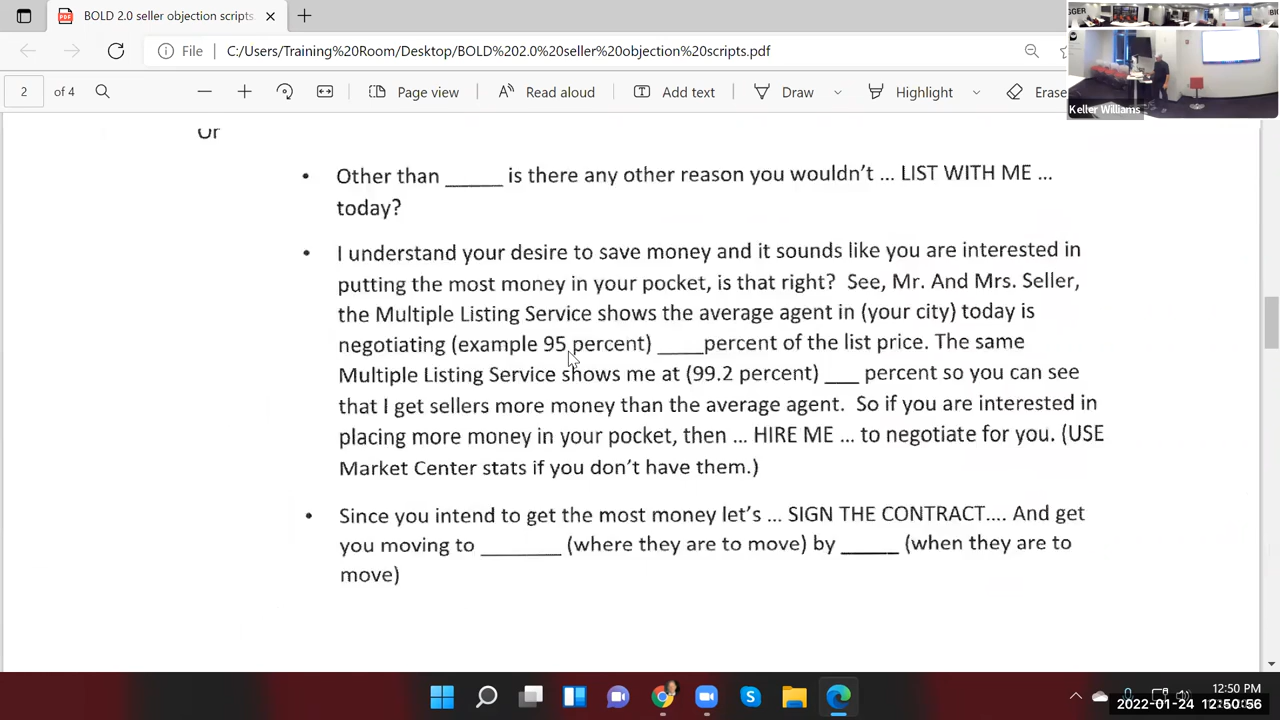 BOLD 2.0 seller objection scripts
File C:/Users/Training%20Room/Desktop/BOLD%202.0%20seller%20objection%20scripts.pdf
2 of 4 Page view Read aloud Add text Draw Highlight Erase
Keller Williams
Or
• Other than _____ is there any other reason you wouldn't ... LIST WITH ME ...
today?
• I understand your desire to save money and it sounds like you are interested in
putting the most money in your pocket, is that right? See, Mr. And Mrs. Seller,
the Multiple Listing Service shows the average agent in (your city) today is
negotiating (example 95 percent) ____percent of the list price. The same
Multiple Listing Service shows me at (99.2 percent) ___ percent so you can see
that I get sellers more money than the average agent. So if you are interested in
placing more money in your pocket, then ... HIRE ME ... to negotiate for you. (USE
Market Center stats if you don't have them.)
• Since you intend to get the most money let's ... SIGN THE CONTRACT.... And get
you moving to _______ (where they are to move) by _____ (when they are to
move)
12:50 PM
2022-01-24 12:50:56